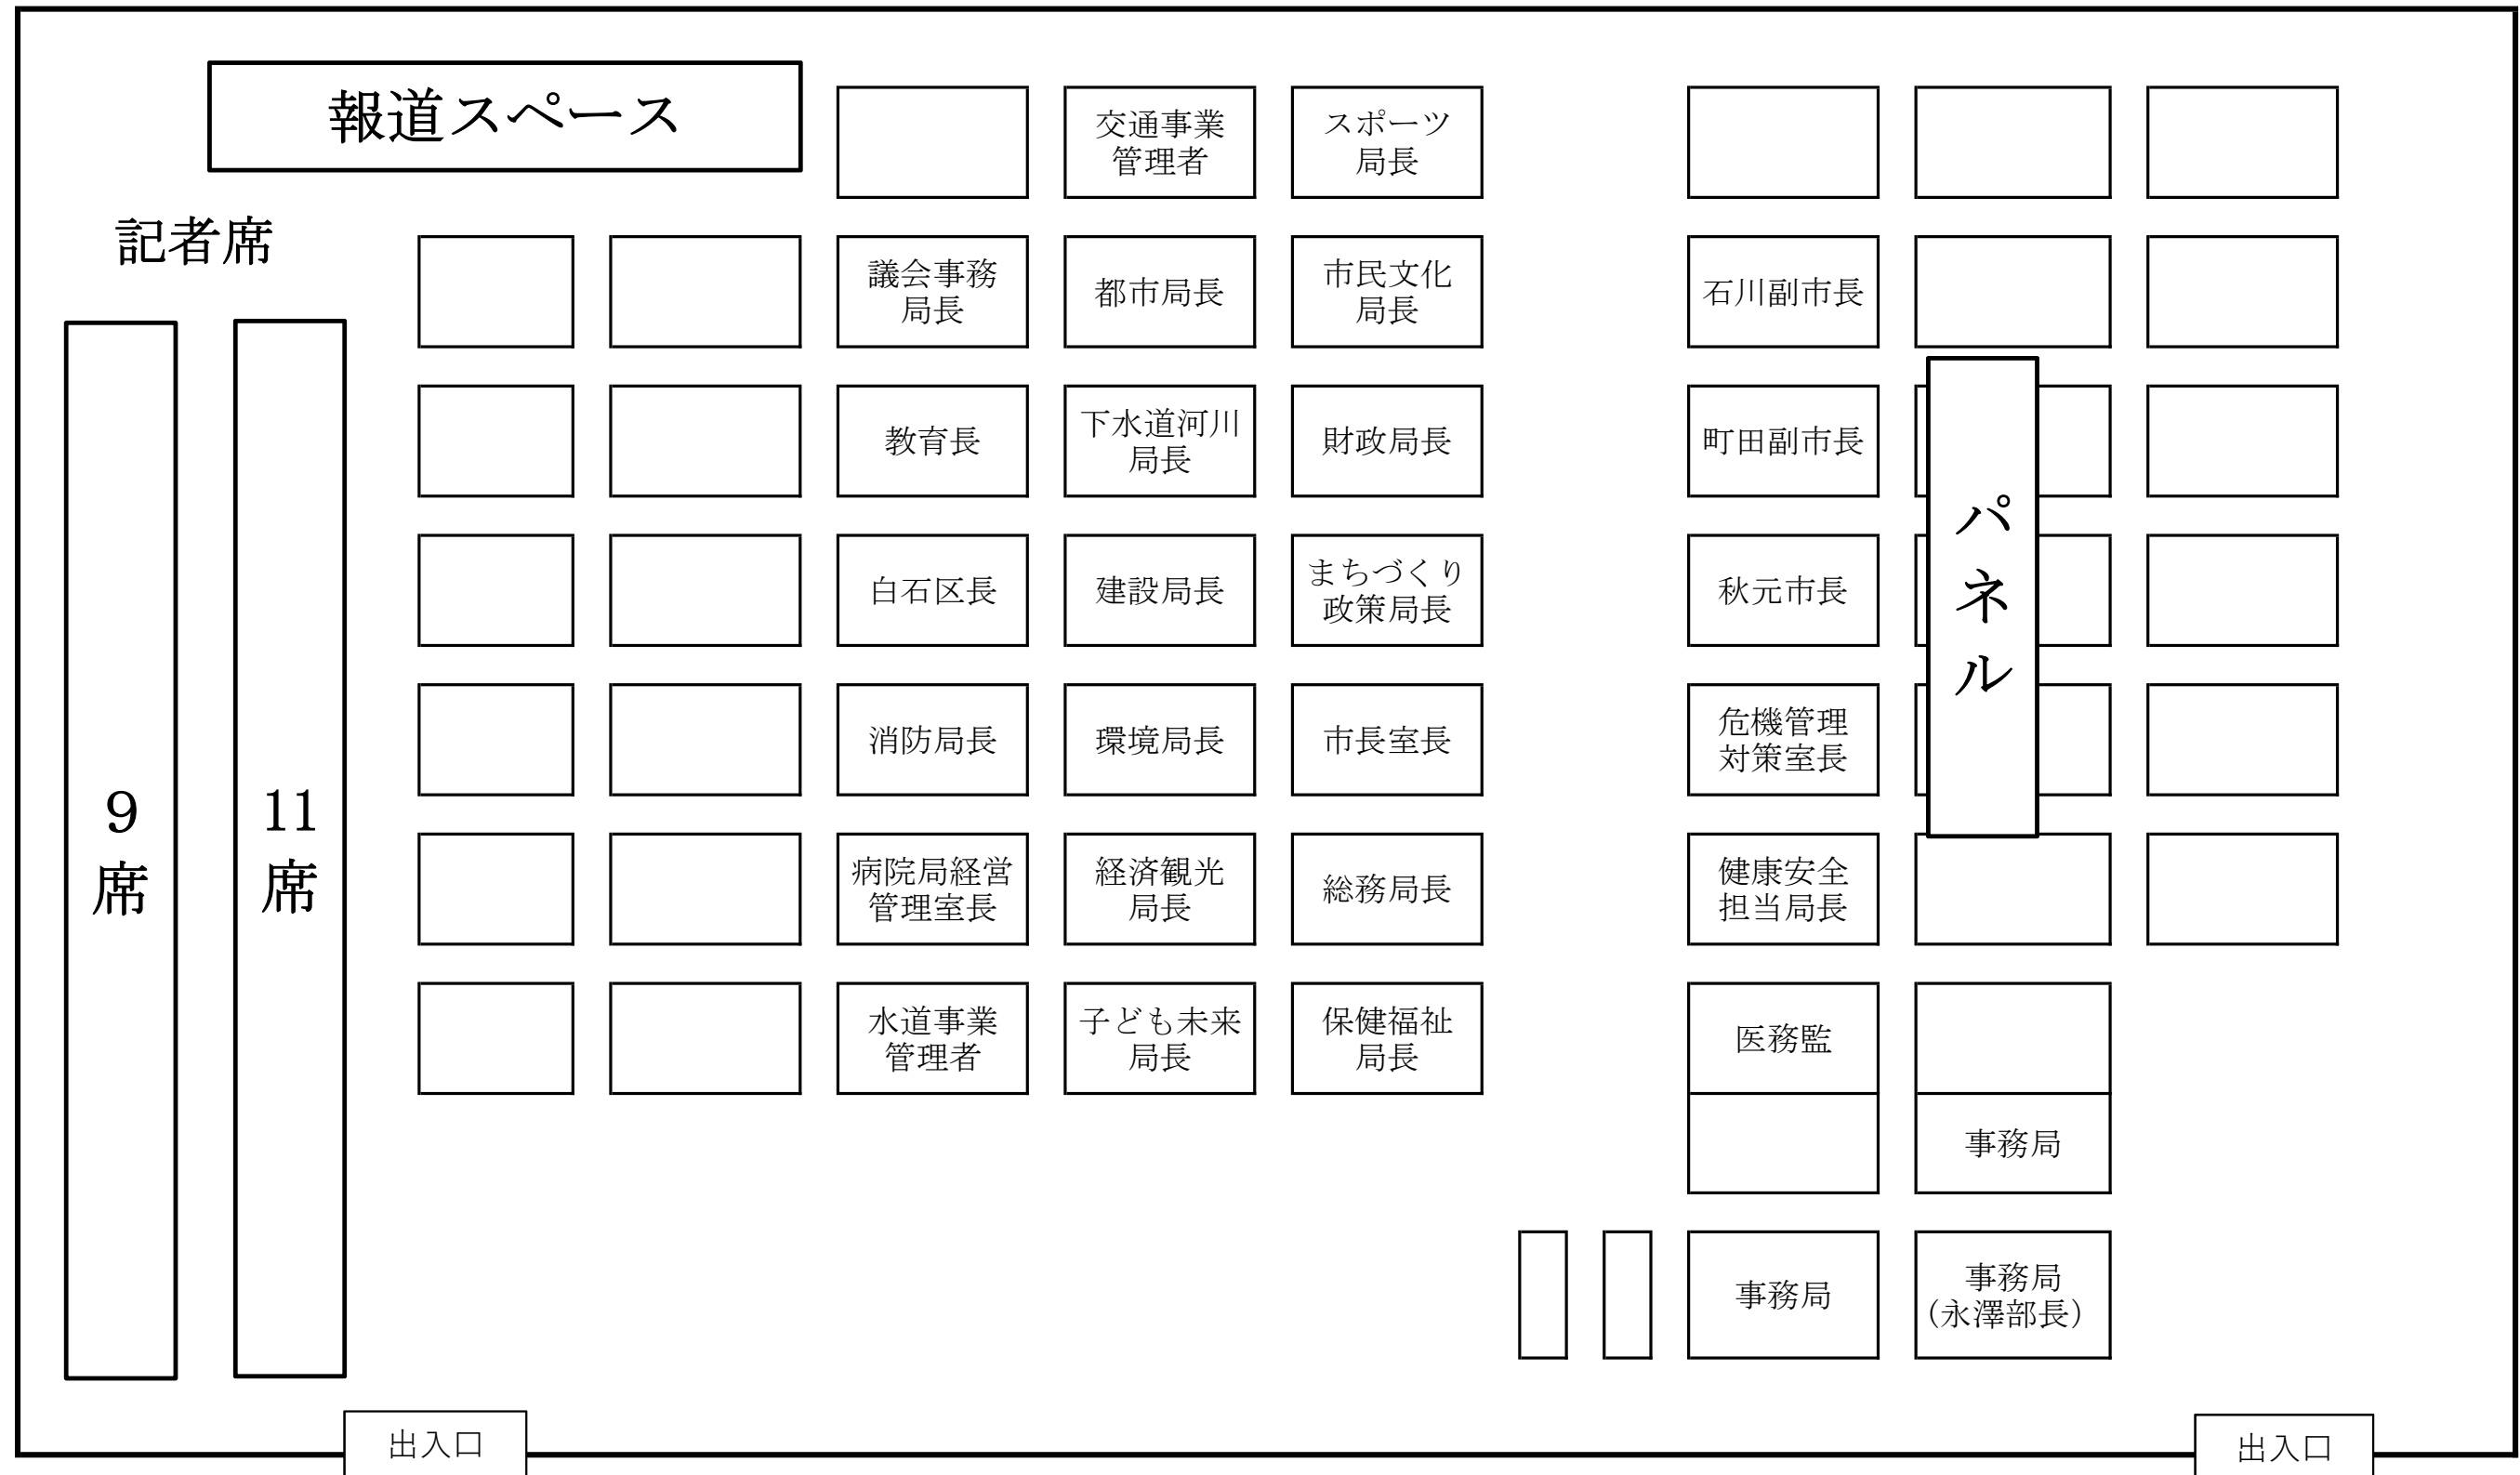 報道スペース
交通事業
管理者
スポーツ
局長
記者席
議会事務
局長
都市局長
市民文化
局長
石川副市長
教育長
下水道河川
局長
財政局長
町田副市長
白石区長
建設局長
まちづくり
政策局長
秋元市長
パネル
消防局長
環境局長
市長室長
危機管理
対策室長
9席
11席
病院局経営
管理室長
経済観光
局長
総務局長
健康安全
担当局長
水道事業
管理者
子ども未来
局長
保健福祉
局長
医務監
事務局
事務局
事務局
（永澤部長）
出入口
出入口